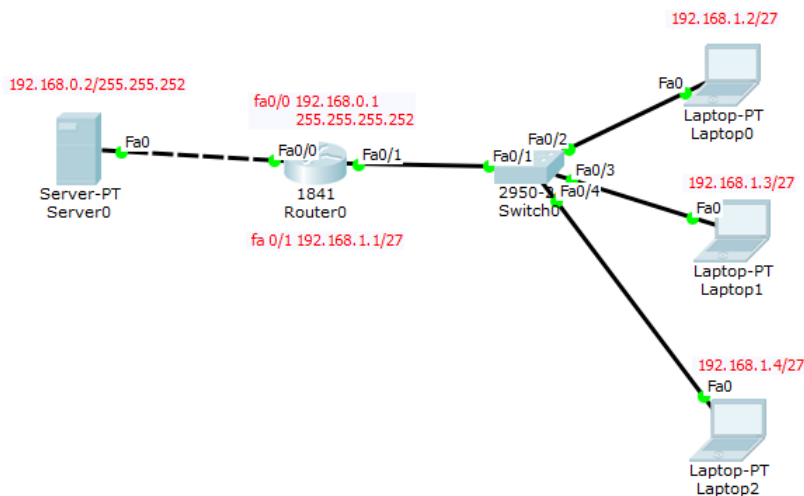 192.168.1.2/27
Fa0
Laptop-PT
Laptop0
192.168.0.2/255.255.252
Fa0
Server-PT
Server0
fa0/0 192.168.0.1
255.255.255.252
Fa0/0
Fa0/1
1841
Router0
fa 0/1 192.168.1.1/27
Fa0/1
Fa0/2
Fa0/3
Fa0/4
Switch0
192.168.1.3/27
Fa0
Laptop-PT
Laptop1
192.168.1.4/27
Fa0
Laptop-PT
Laptop2